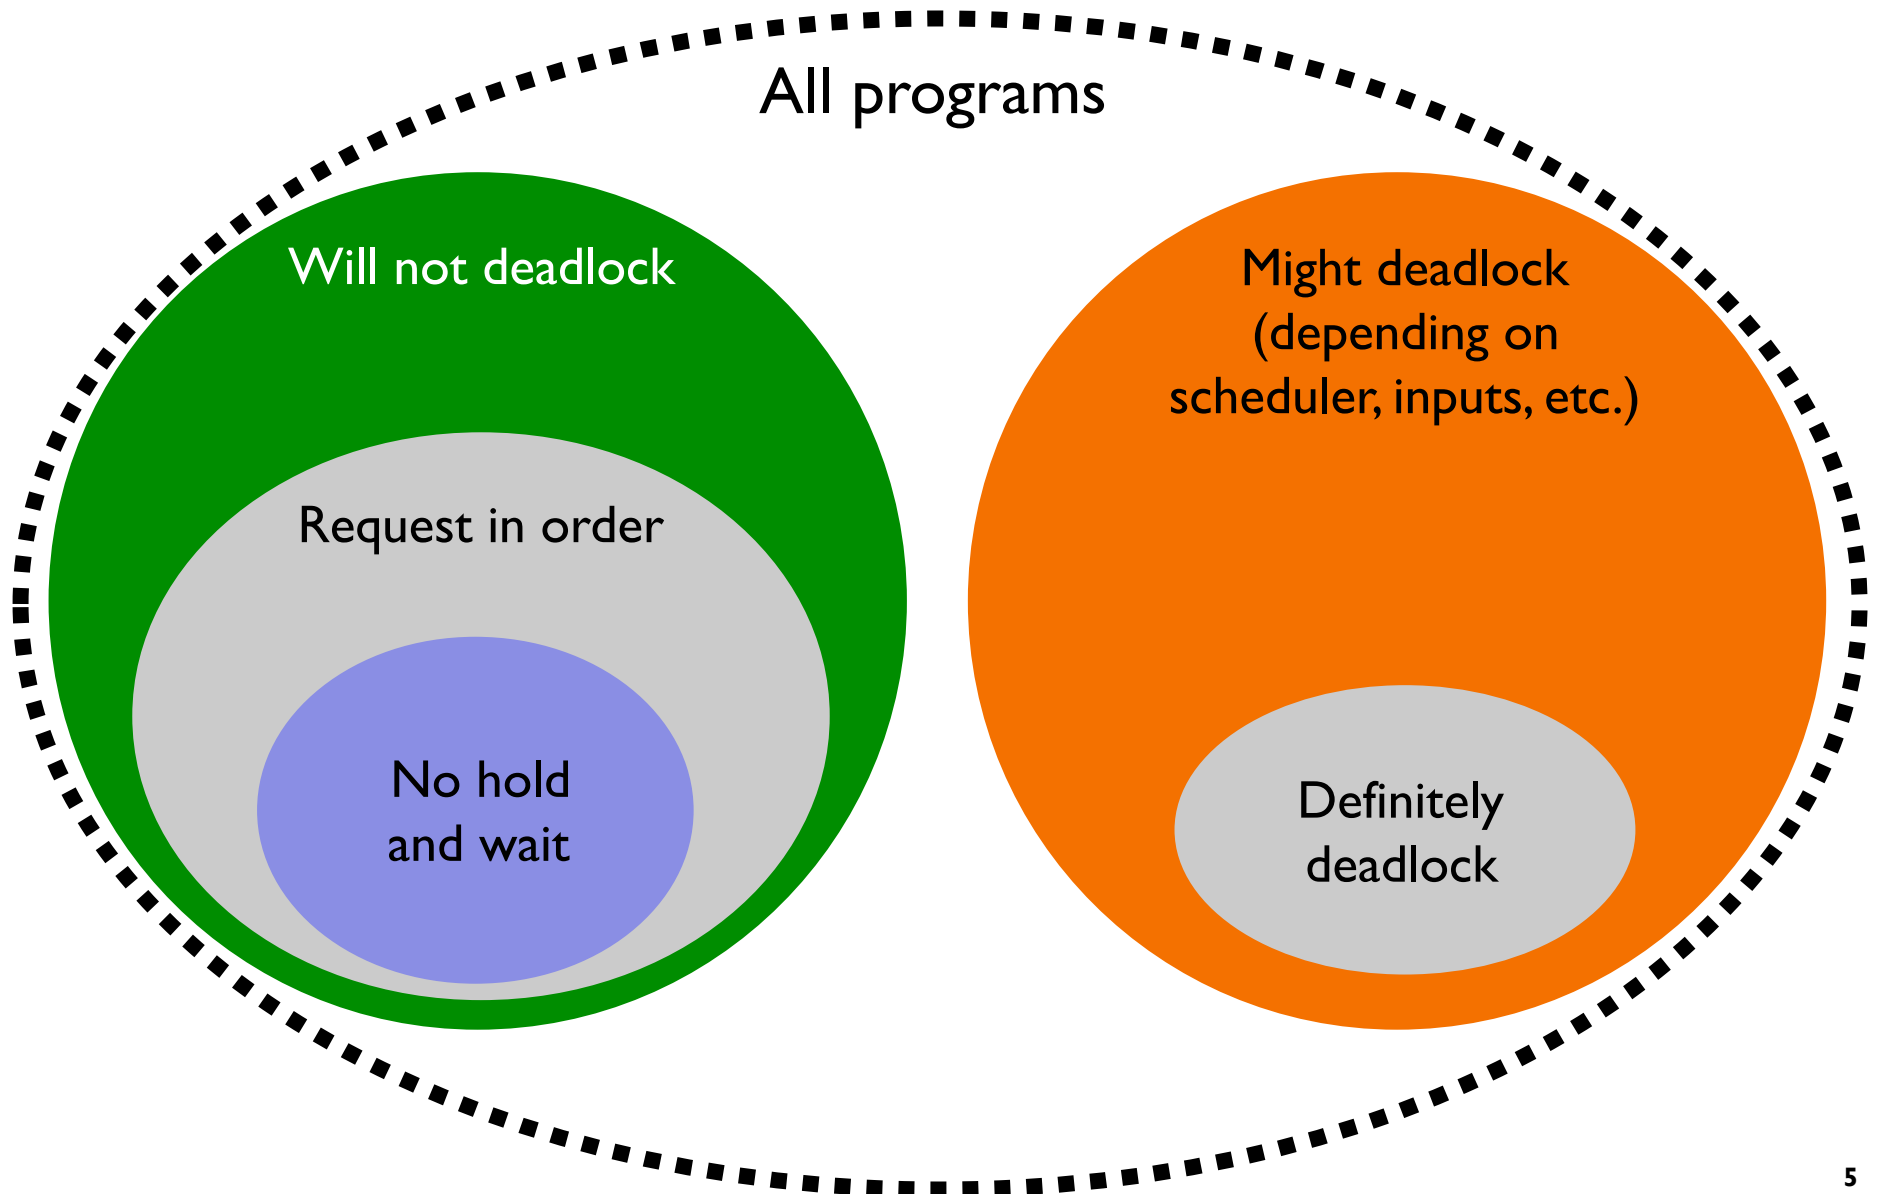 All programs
Will not deadlock
Might deadlock
(depending on
scheduler, inputs, etc.)
Request in order
No hold
and wait
Definitely
deadlock
5